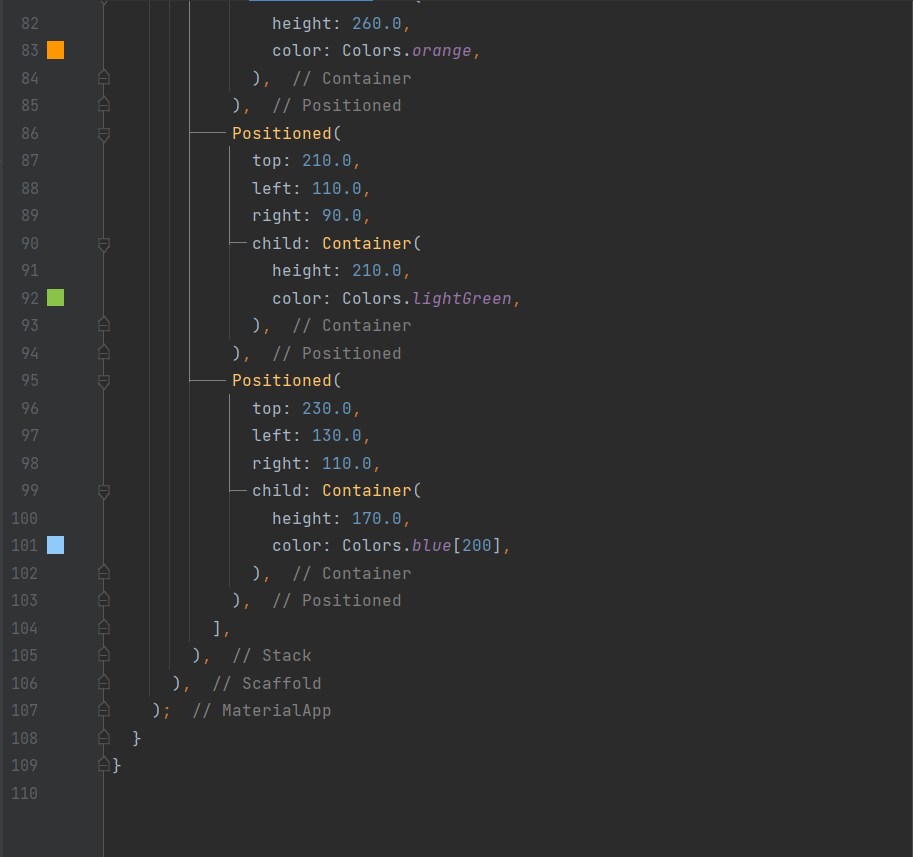 82 height: 260.0,
83 color: Colors.orange,
84 ), // Container
85 ), // Positioned
86 Positioned(
87 top: 210.0,
88 left: 110.0,
89 right: 90.0,
90 child: Container(
91 height: 210.0,
92 color: Colors.lightGreen,
93 ), // Container
94 ), // Positioned
95 Positioned(
96 top: 230.0,
97 left: 130.0,
98 right: 110.0,
99 child: Container(
100 height: 170.0,
101 color: Colors.blue[200],
102 ), // Container
103 ), // Positioned
104 ],
105 ), // Stack
106 ), // Scaffold
107 ); // MaterialApp
108 }
109 }
110